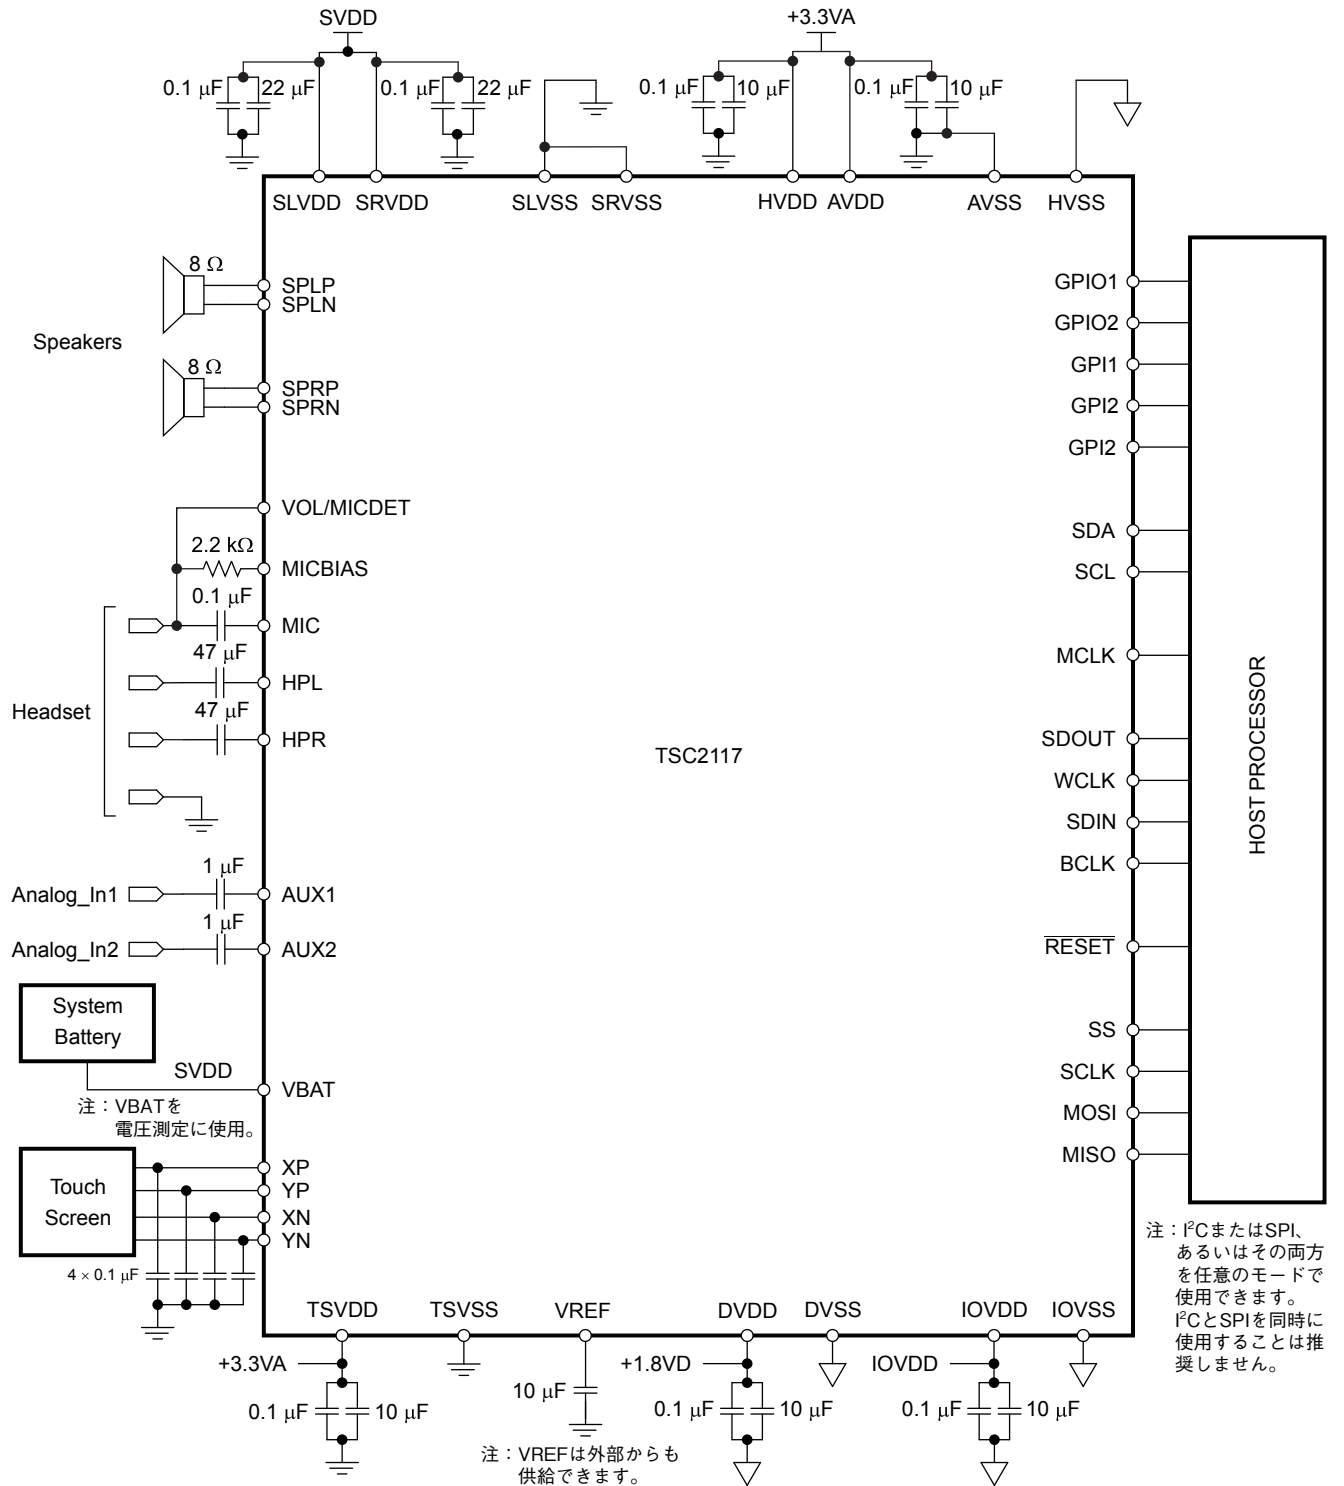 SVDD
+3.3VA
0.1 μF 22 μF
0.1 μF 22 μF
0.1 μF 10 μF
0.1 μF 10 μF
SLVDD SRVDD SLVSS SRVSS HVDD AVDD AVSS HVSS
8 Ω
SPLP
SPLN
Speakers
8 Ω
SPRP
SPRN
VOL/MICDET
2.2 kΩ
MICBIAS
0.1 μF
MIC
47 μF
HPL
Headset
47 μF
HPR
1 μF
Analog_In1
AUX1
1 μF
Analog_In2
AUX2
System
Battery
SVDD
VBAT
注：VBATを
電圧測定に使用。
Touch
Screen
XP
YP
XN
YN
4 × 0.1 μF
TSC2117
GPIO1
GPIO2
GPI1
GPI2
GPI2
SDA
SCL
MCLK
SDOUT
WCLK
SDIN
BCLK
RESET
SS
SCLK
MOSI
MISO
HOST PROCESSOR
注：I²CまたはSPI、
あるいはその両方
を任意のモードで
使用できます。
I²CとSPIを同時に
使用することは推
奨しません。
TSVDD TSVSS VREF DVDD DVSS IOVDD IOVSS
+3.3VA
+1.8VD
IOVDD
0.1 μF 10 μF
10 μF
0.1 μF 10 μF
0.1 μF 10 μF
注：VREFは外部からも
供給できます。